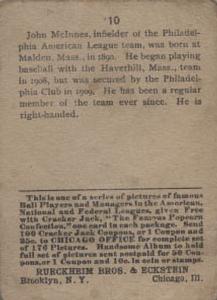 10
John McInnes, infielder of the Philadel-
phia American League team, was born at
Malden, Mass., in 1890. He began playing
baseball with the Haverhill, Mass., team
in 1908, but was secured by the Philadel-
phia Club in 1909. He has been a regular
member of the team ever since. He is
right-handed.
This is one of a series of pictures of famous
Ball Players and Managers in the American,
National and Federal Leagues, given Free
with Cracker Jack, "The Famous Popcorn
Confection," one card in each package. Send
100 Cracker Jack Coupons, or 1 Coupon and
25c. to CHICAGO OFFICE for complete set
of 176 Pictures. Handsome Album to hold
full set of pictures sent postpaid for 50 Cou-
pons, or 1 Coupon and 10c. in coin or stamps.
RUECKHEIM BROS. & ECKSTEIN
Brooklyn, N. Y. Chicago, Ill.